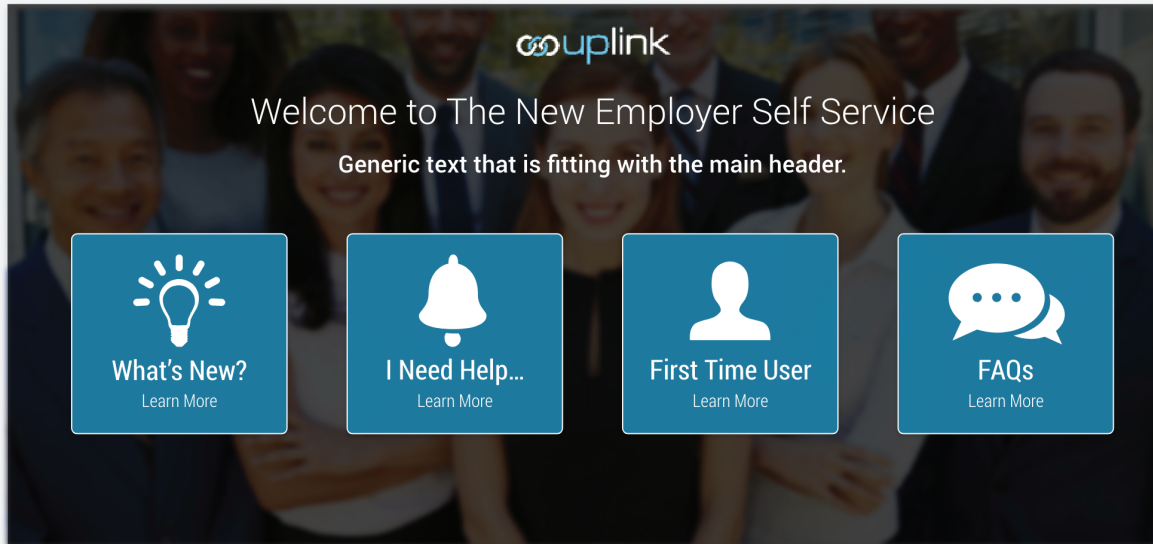 uplink
Welcome to The New Employer Self Service
Generic text that is fitting with the main header.
What's New?
Learn More
I Need Help...
Learn More
First Time User
Learn More
FAQs
Learn More